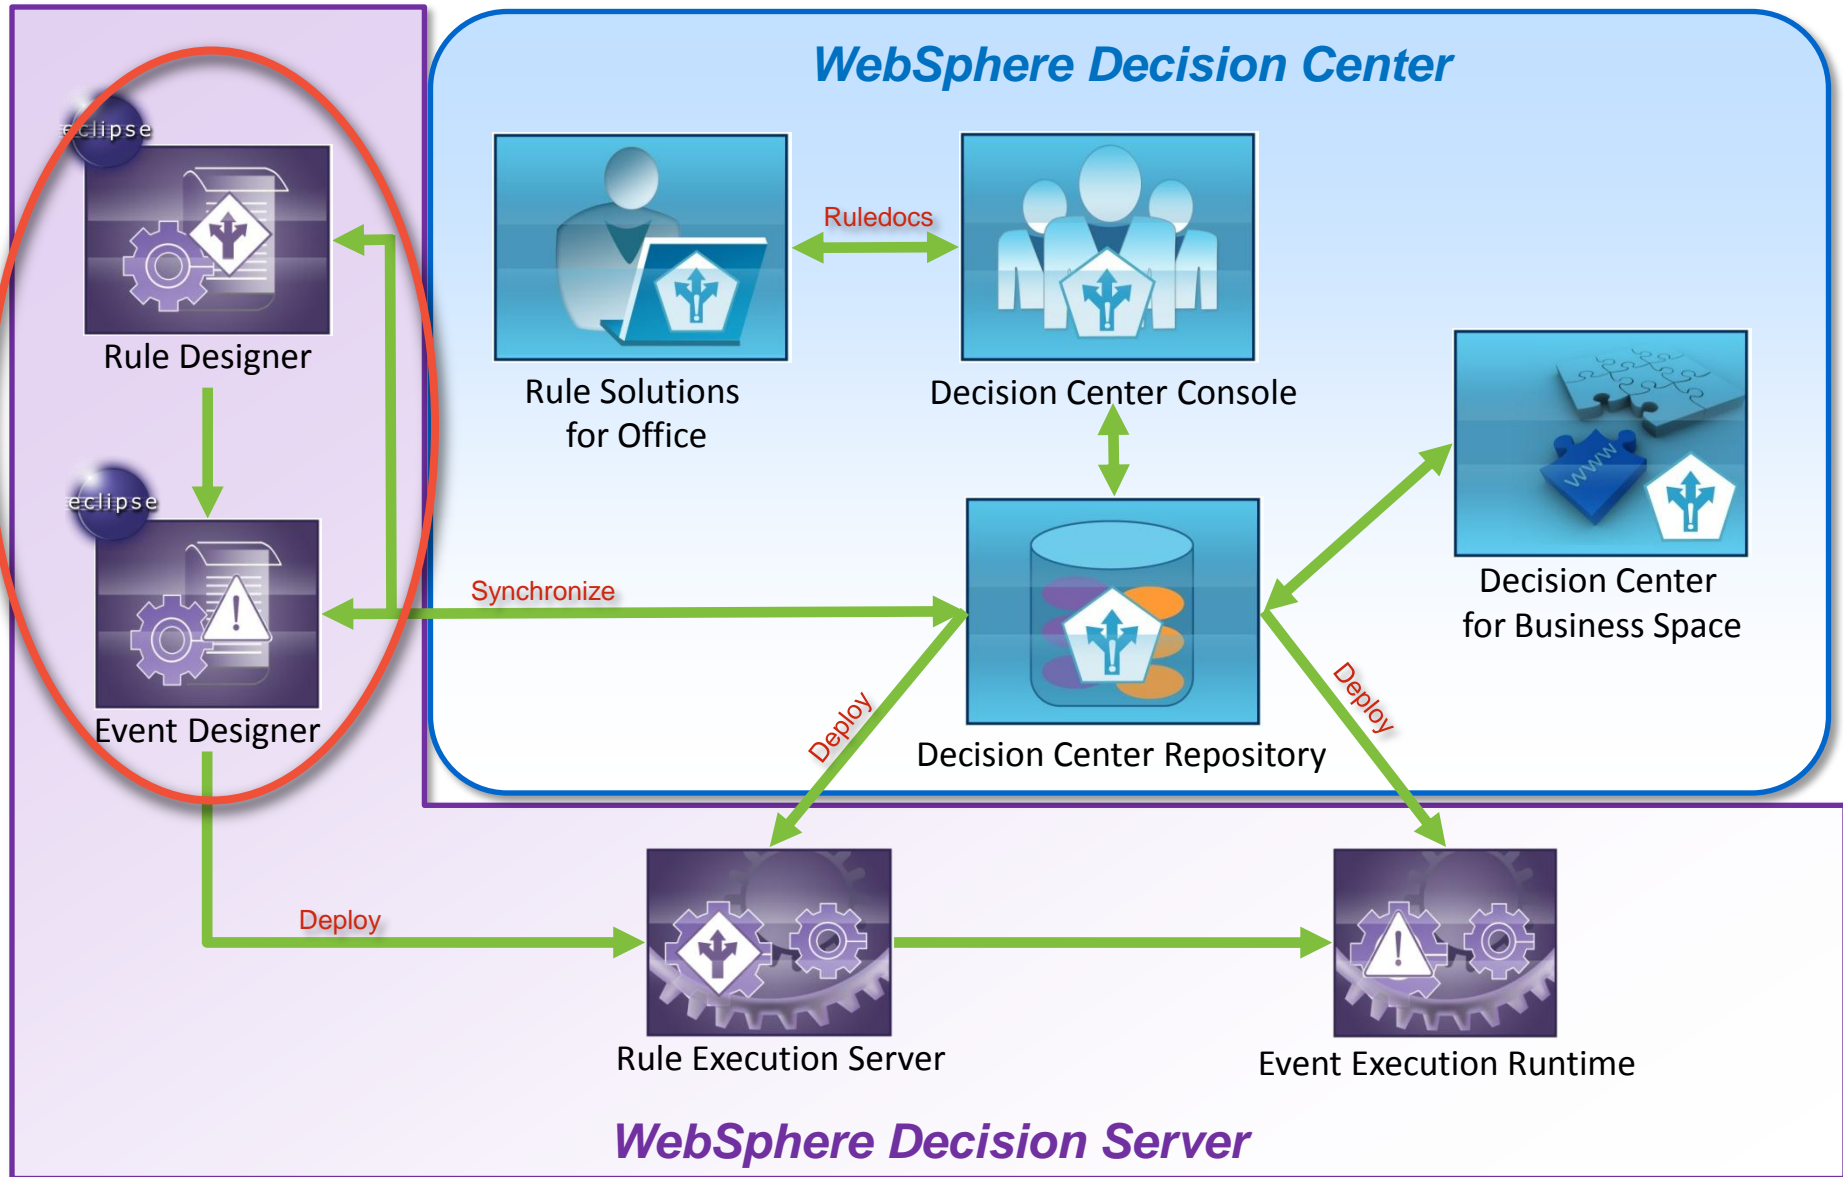 WebSphere Decision Center
eclipse
Rule Designer
Ruledocs
Rule Solutions
for Office
Decision Center Console
WWW
Decision Center
for Business Space
eclipse
Event Designer
Synchronize
Decision Center Repository
Deploy
Deploy
Deploy
Rule Execution Server
Event Execution Runtime
WebSphere Decision Server